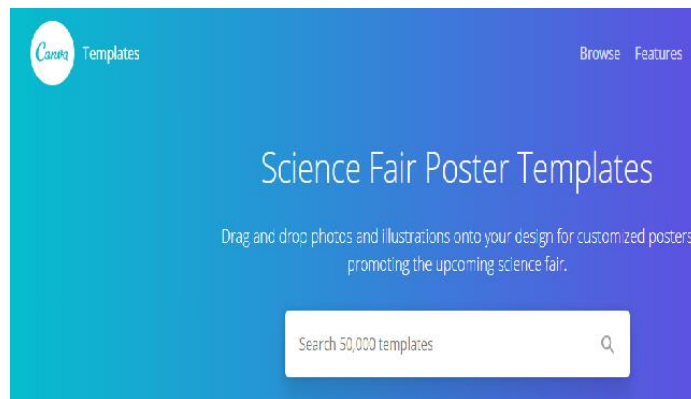 Canva Templates Browse Features
Science Fair Poster Templates
Drag and drop photos and illustrations onto your design for customized posters
promoting the upcoming science fair.
Search 50,000 templates